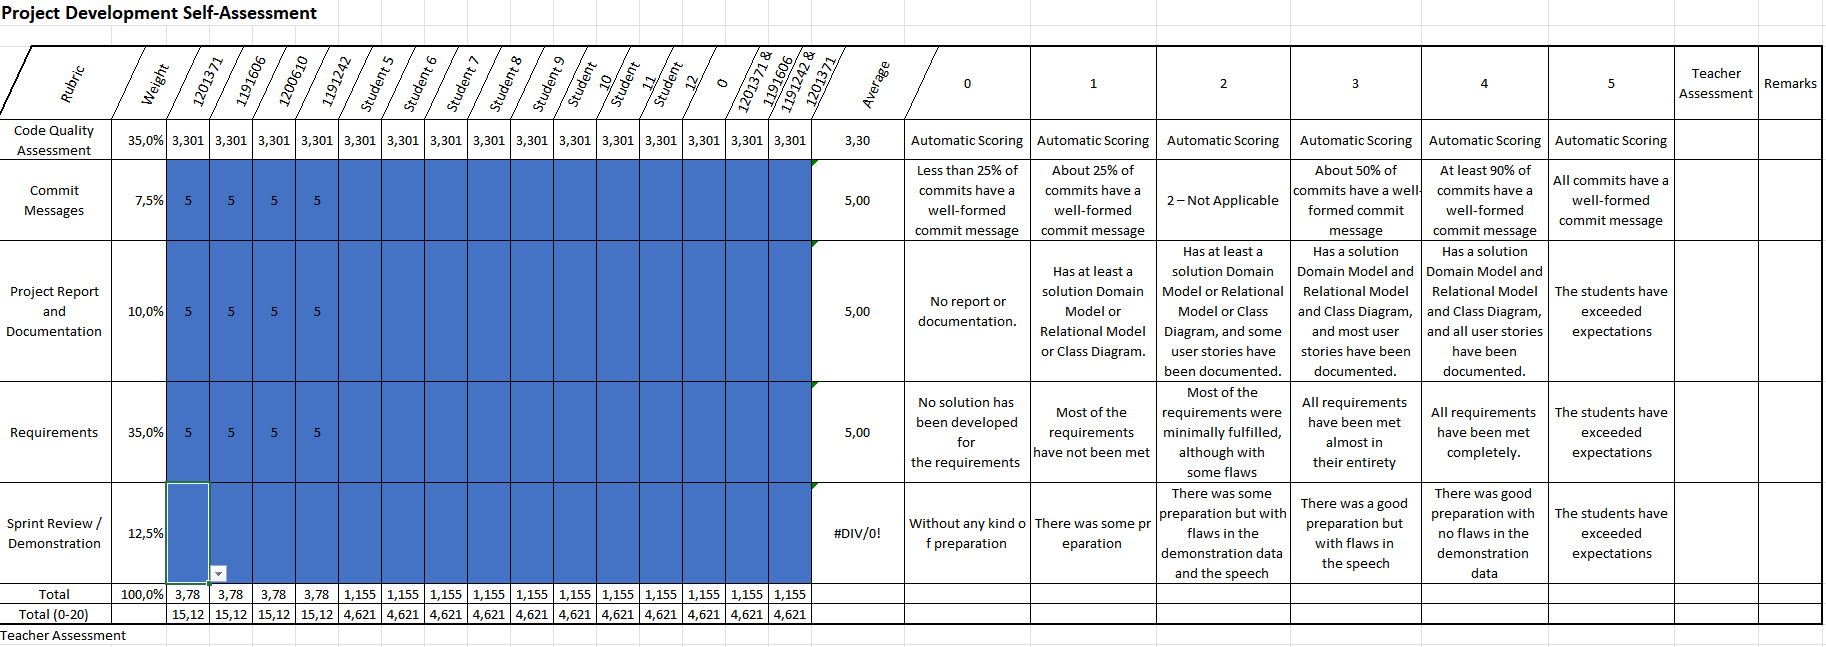 Project Development Self-Assessment
Rubric Weight 1201371 1191606 1200610 1191242 Student 5 Student 6 Student 7 Student 8 Student 9 Student 10 Student 11 Student 12 0 1201371 & 1191606 1191242 & 1201371 Average 0 1 2 3 4 5 Teacher Assessment Remarks
Code Quality Assessment 35,0% 3,301 3,301 3,301 3,301 3,301 3,301 3,301 3,301 3,301 3,301 3,301 3,301 3,301 3,301 3,301 3,30 Automatic Scoring Automatic Scoring Automatic Scoring Automatic Scoring Automatic Scoring Automatic Scoring
Commit Messages 7,5% 5 5 5 5 5,00 Less than 25% of commits have a well-formed commit message About 25% of commits have a well-formed commit message 2 – Not Applicable About 50% of commits have a well-formed commit message At least 90% of commits have a well-formed commit message All commits have a well-formed commit message
Project Report and Documentation 10,0% 5 5 5 5 5,00 No report or documentation. Has at least a solution Domain Model or Relational Model or Class Diagram. Has at least a solution Domain Model or Relational Model or Class Diagram, and some user stories have been documented. Has a solution Domain Model and Relational Model and Class Diagram, and most user stories have been documented. Has a solution Domain Model and Relational Model and Class Diagram, and all user stories have been documented. The students have exceeded expectations
Requirements 35,0% 5 5 5 5 5,00 No solution has been developed for the requirements Most of the requirements have not been met Most of the requirements were minimally fulfilled, although with some flaws All requirements have been met almost in their entirety All requirements have been met completely. The students have exceeded expectations
Sprint Review / Demonstration 12,5% #DIV/0! Without any kind o f preparation There was some pr eparation There was some preparation but with flaws in the demonstration data and the speech There was a good preparation but with flaws in the speech There was good preparation with no flaws in the demonstration data The students have exceeded expectations
Total 100,0% 3,78 3,78 3,78 3,78 1,155 1,155 1,155 1,155 1,155 1,155 1,155 1,155 1,155 1,155 1,155
Total (0-20) 15,12 15,12 15,12 15,12 4,621 4,621 4,621 4,621 4,621 4,621 4,621 4,621 4,621 4,621 4,621
Teacher Assessment